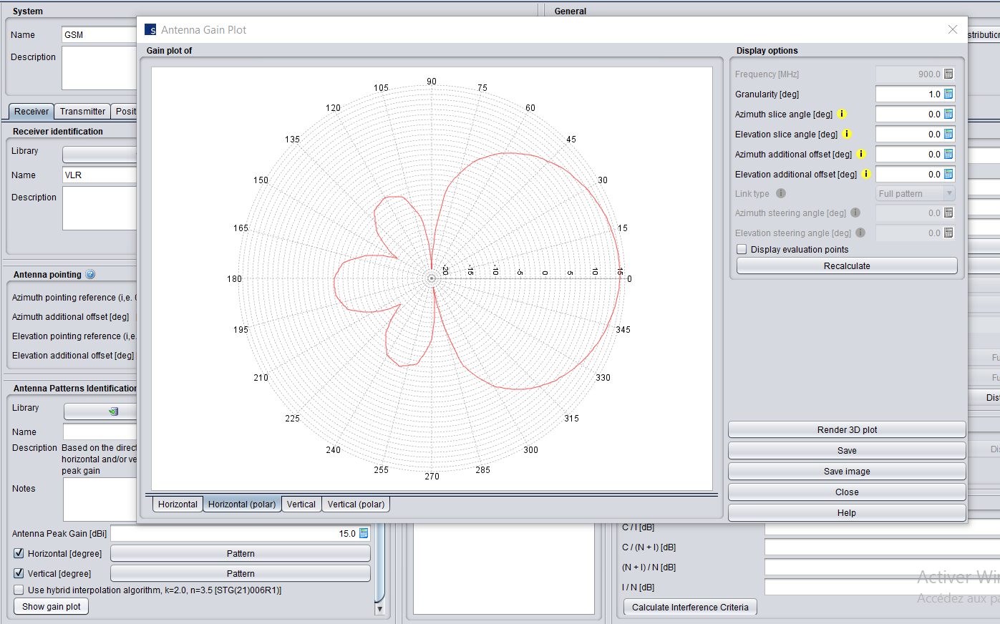 System
General
Name
GSM
Description
Antenna Gain Plot
Gain plot of
Display options
Frequency [MHz]
900.0
Granularity [deg]
1.0
Azimuth slice angle [deg]
0.0
Elevation slice angle [deg]
0.0
Azimuth additional offset [deg]
0.0
Elevation additional offset [deg]
0.0
Link type
Full pattern
Azimuth steering angle [deg]
0.0
Elevation steering angle [deg]
0.0
Display evaluation points
Recalculate
90
105
75
120
60
135
45
150
30
165
15
180
-20
-15
-10
-5
0
5
10
15
0
195
345
210
330
225
315
240
300
255
285
270
Render 3D plot
Save
Save image
Close
Help
Horizontal
Horizontal (polar)
Vertical
Vertical (polar)
Receiver
Transmitter
Posit
Receiver identification
Library
Name
VLR
Description
Antenna pointing
Azimuth pointing reference (i,e. 0
Azimuth additional offset [deg]
Elevation pointing reference (i,e.
Elevation additional offset [deg]
Antenna Patterns Identification
Library
Name
Description
Based on the direct
horizontal and/or ve
peak gain
Notes
Antenna Peak Gain [dBi]
15.0
Horizontal [degree]
Pattern
Vertical [degree]
Pattern
Use hybrid interpolation algorithm, k=2.0, n=3.5 [STG(21)006R1)]
Show gain plot
stribution
Fu
Fu
Dist
Dis
C / I [dB]
C / (N + I) [dB]
(N + I) / N [dB]
I / N [dB]
Calculate Interference Criteria
Activer Win
Accédez aux pa